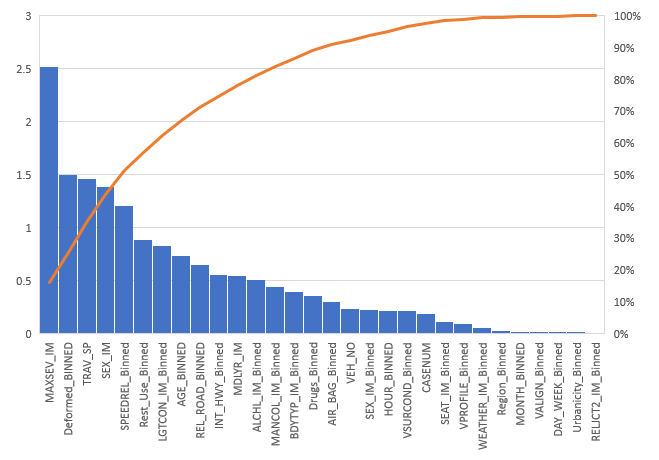 3
2.5
2
1.5
1
0.5
0
100%
90%
80%
70%
60%
50%
40%
30%
20%
10%
0%
MAXSEV_IM
Deformed_BINNED
TRAV_SP
SEX_IM
SPEEDREL_Binned
Rest_Use_Binned
LGTCON_IM_Binned
AGE_BINNED
REL_ROAD_BINNED
INT_HWY_Binned
MDLYR_IM
ALCHL_IM_Binned
MANCOL_IM_Binned
BDYTYP_IM_Binned
Drugs_Binned
AIR_BAG_Binned
VEH_NO
SEX_IM_Binned
HOUR_BINNED
VSURCOND_Binned
CASENUM
SEAT_IM_Binned
VPROFILE_Binned
WEATHER_IM_Binned
Region_Binned
MONTH_BINNED
VALIGN_Binned
DAY_WEEK_Binned
Urbanicity_Binned
RELJCT2_IM_Binned